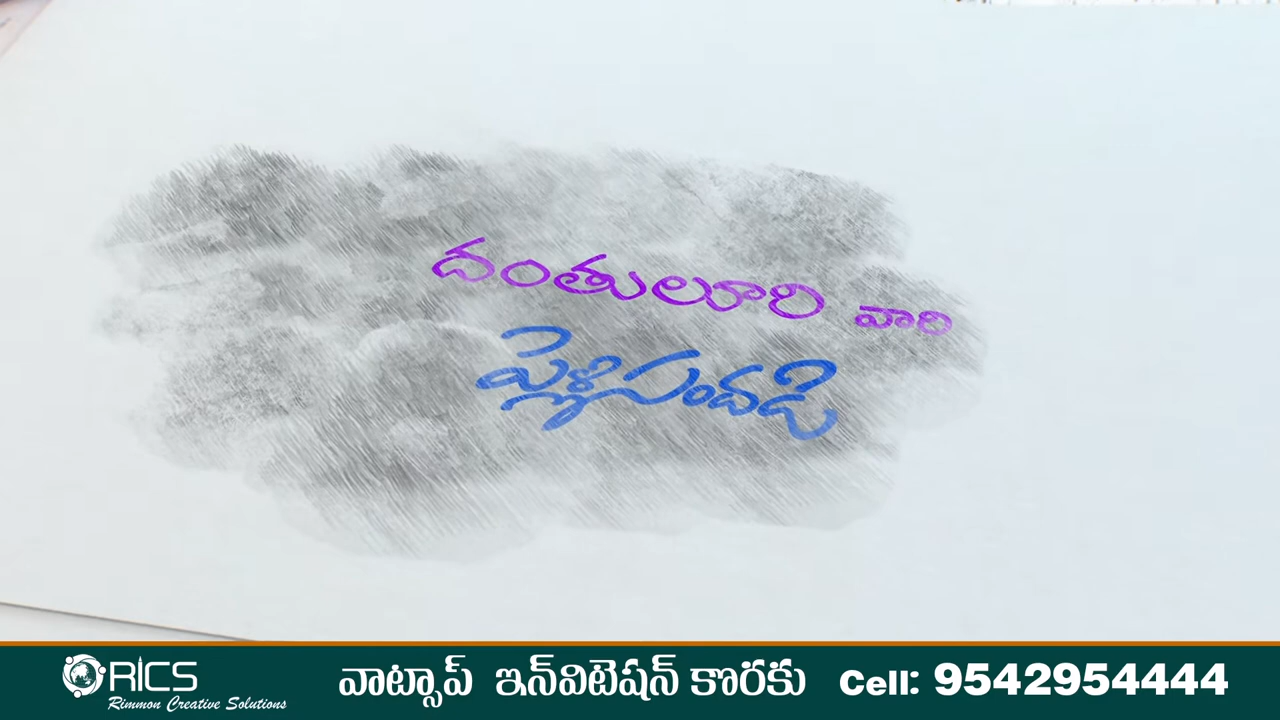 దంతులూరి వారి
పెళ్లిసందడి
RICS
Rimmon Creative Solutions
వాట్సాప్ ఇన్‌విటేషన్ కొరకు
Cell: 9542954444